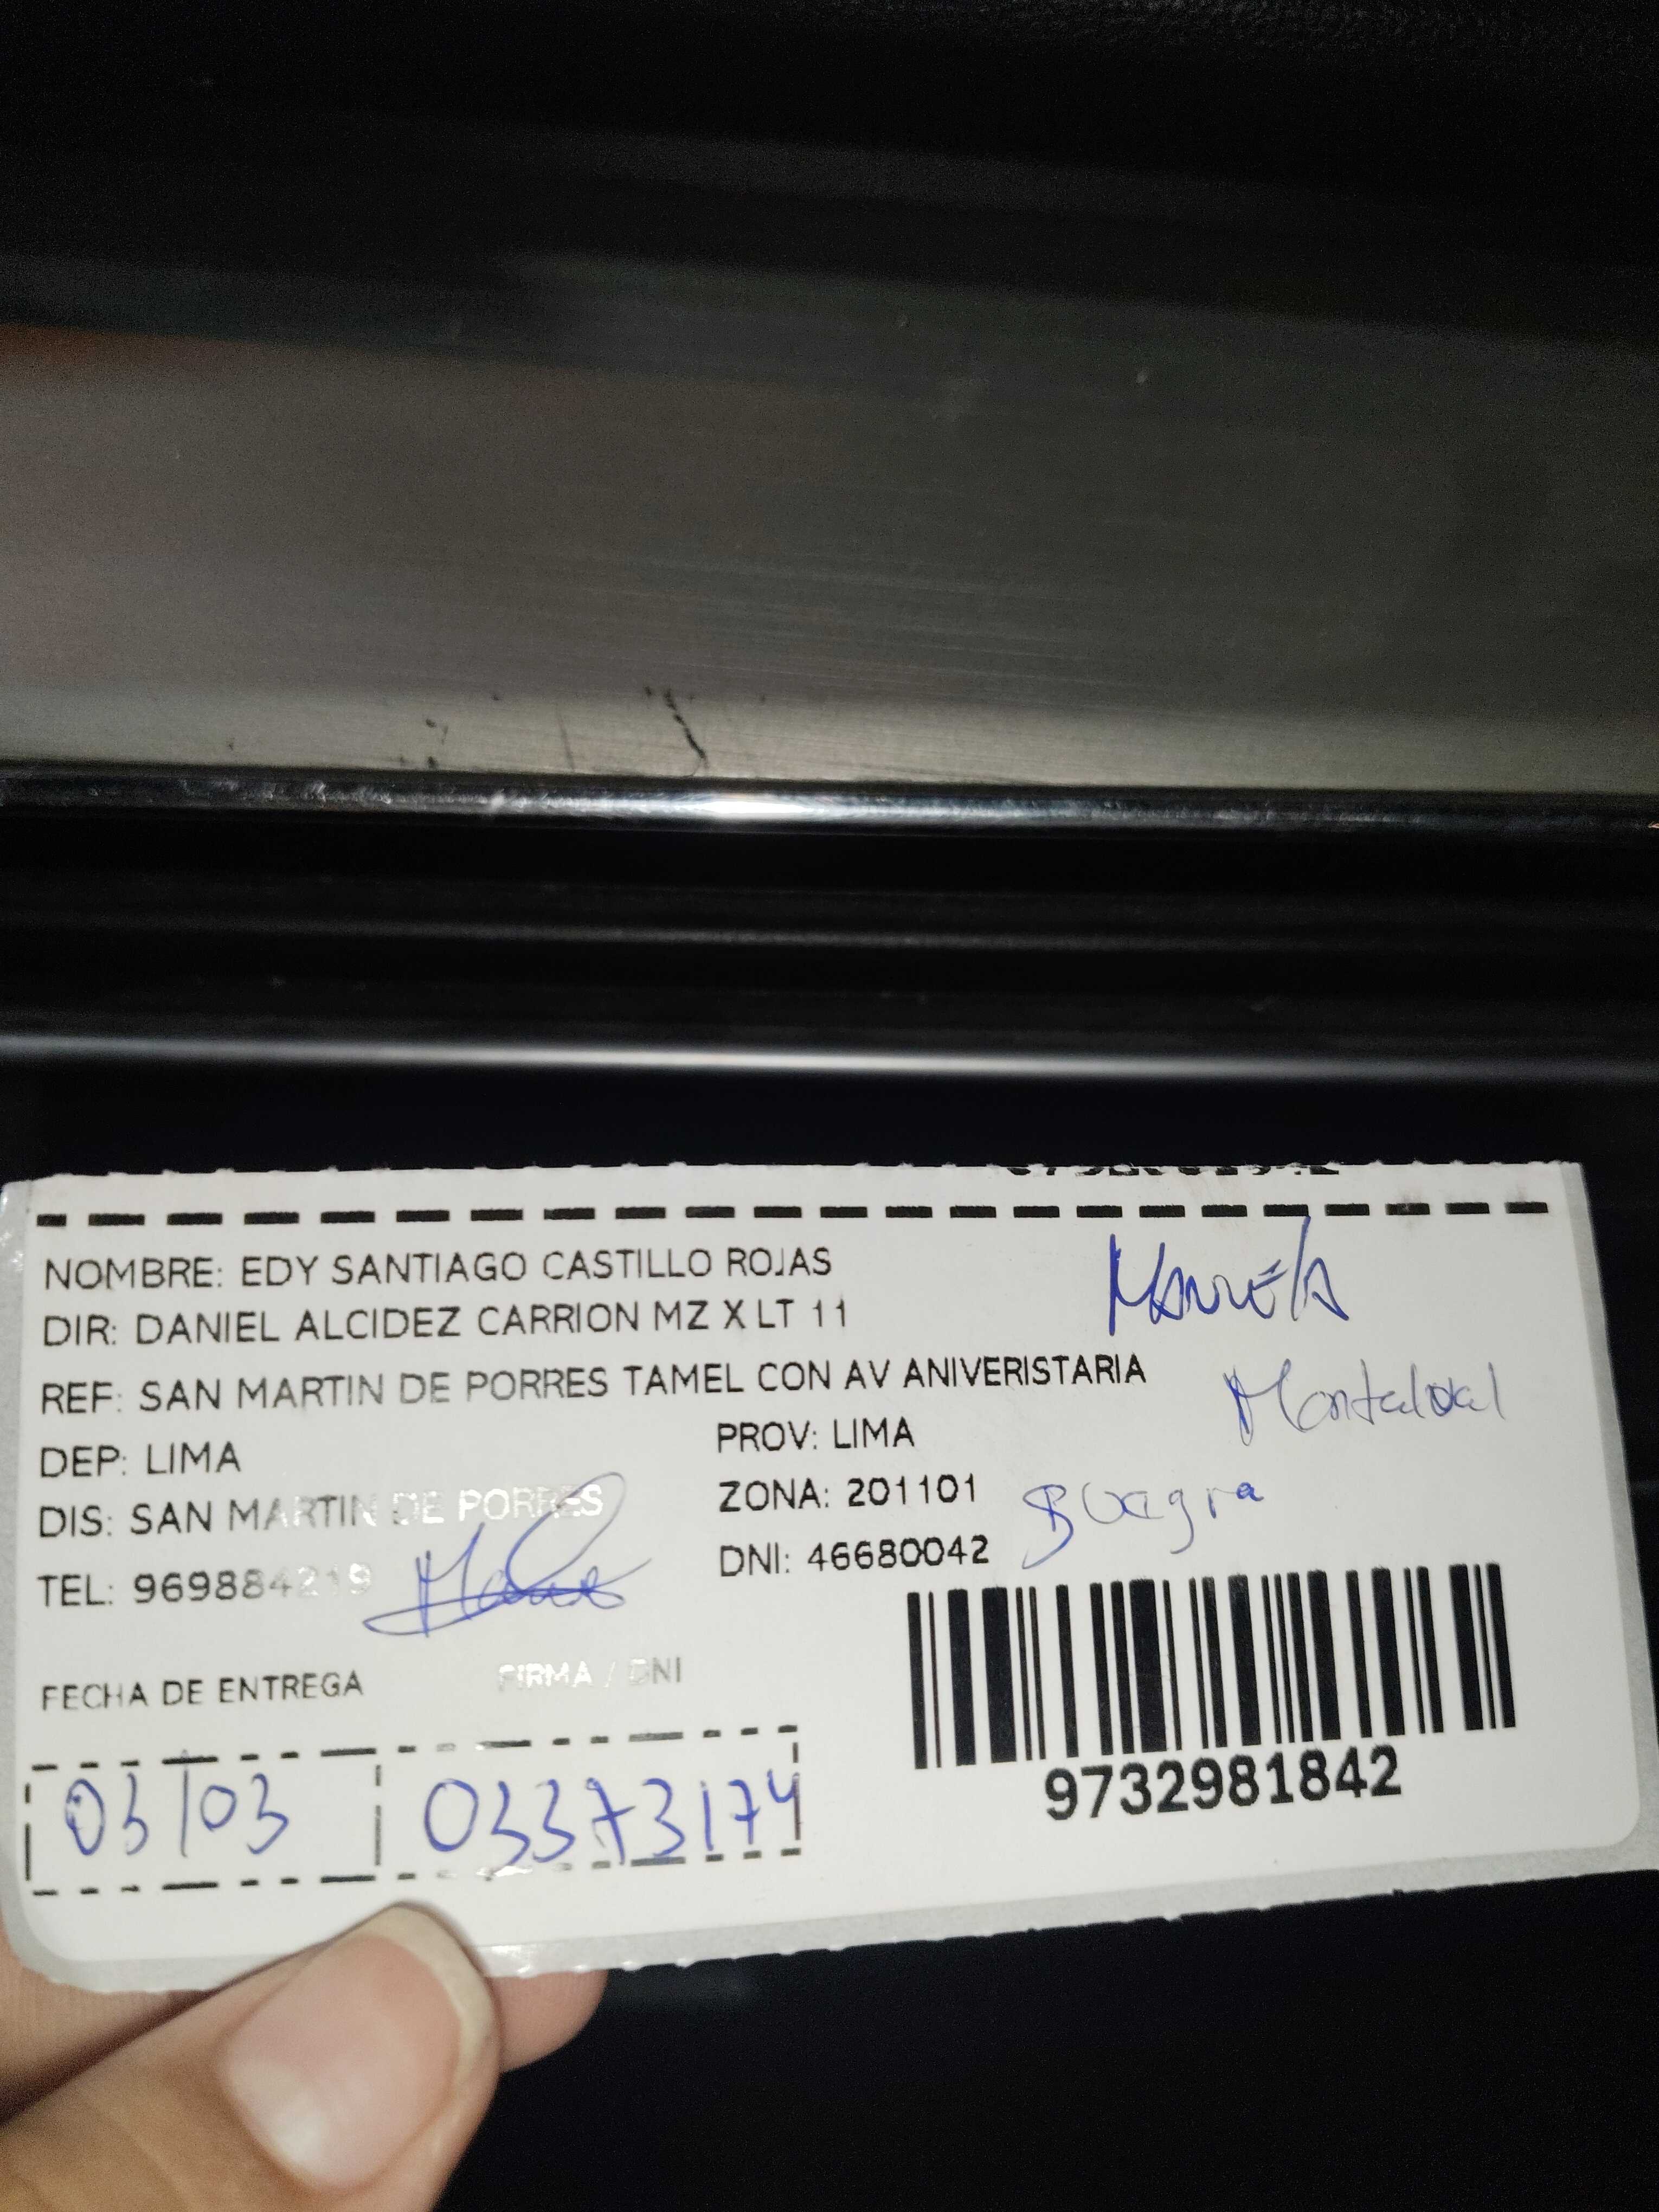 NOMBRE: EDY SANTIAGO CASTILLO ROJAS
DIR: DANIEL ALCIDEZ CARRION MZ X LT 11
REF: SAN MARTIN DE PORRES TAMEL CON AV ANIVERISTARIA
DEP: LIMA
PROV: LIMA
DIS: SAN MARTIN DE PORRES
ZONA: 201101
TEL: 969884219
DNI: 46680042
FECHA DE ENTREGA
FIRMA / DNI
03/03
03373174
9732981842